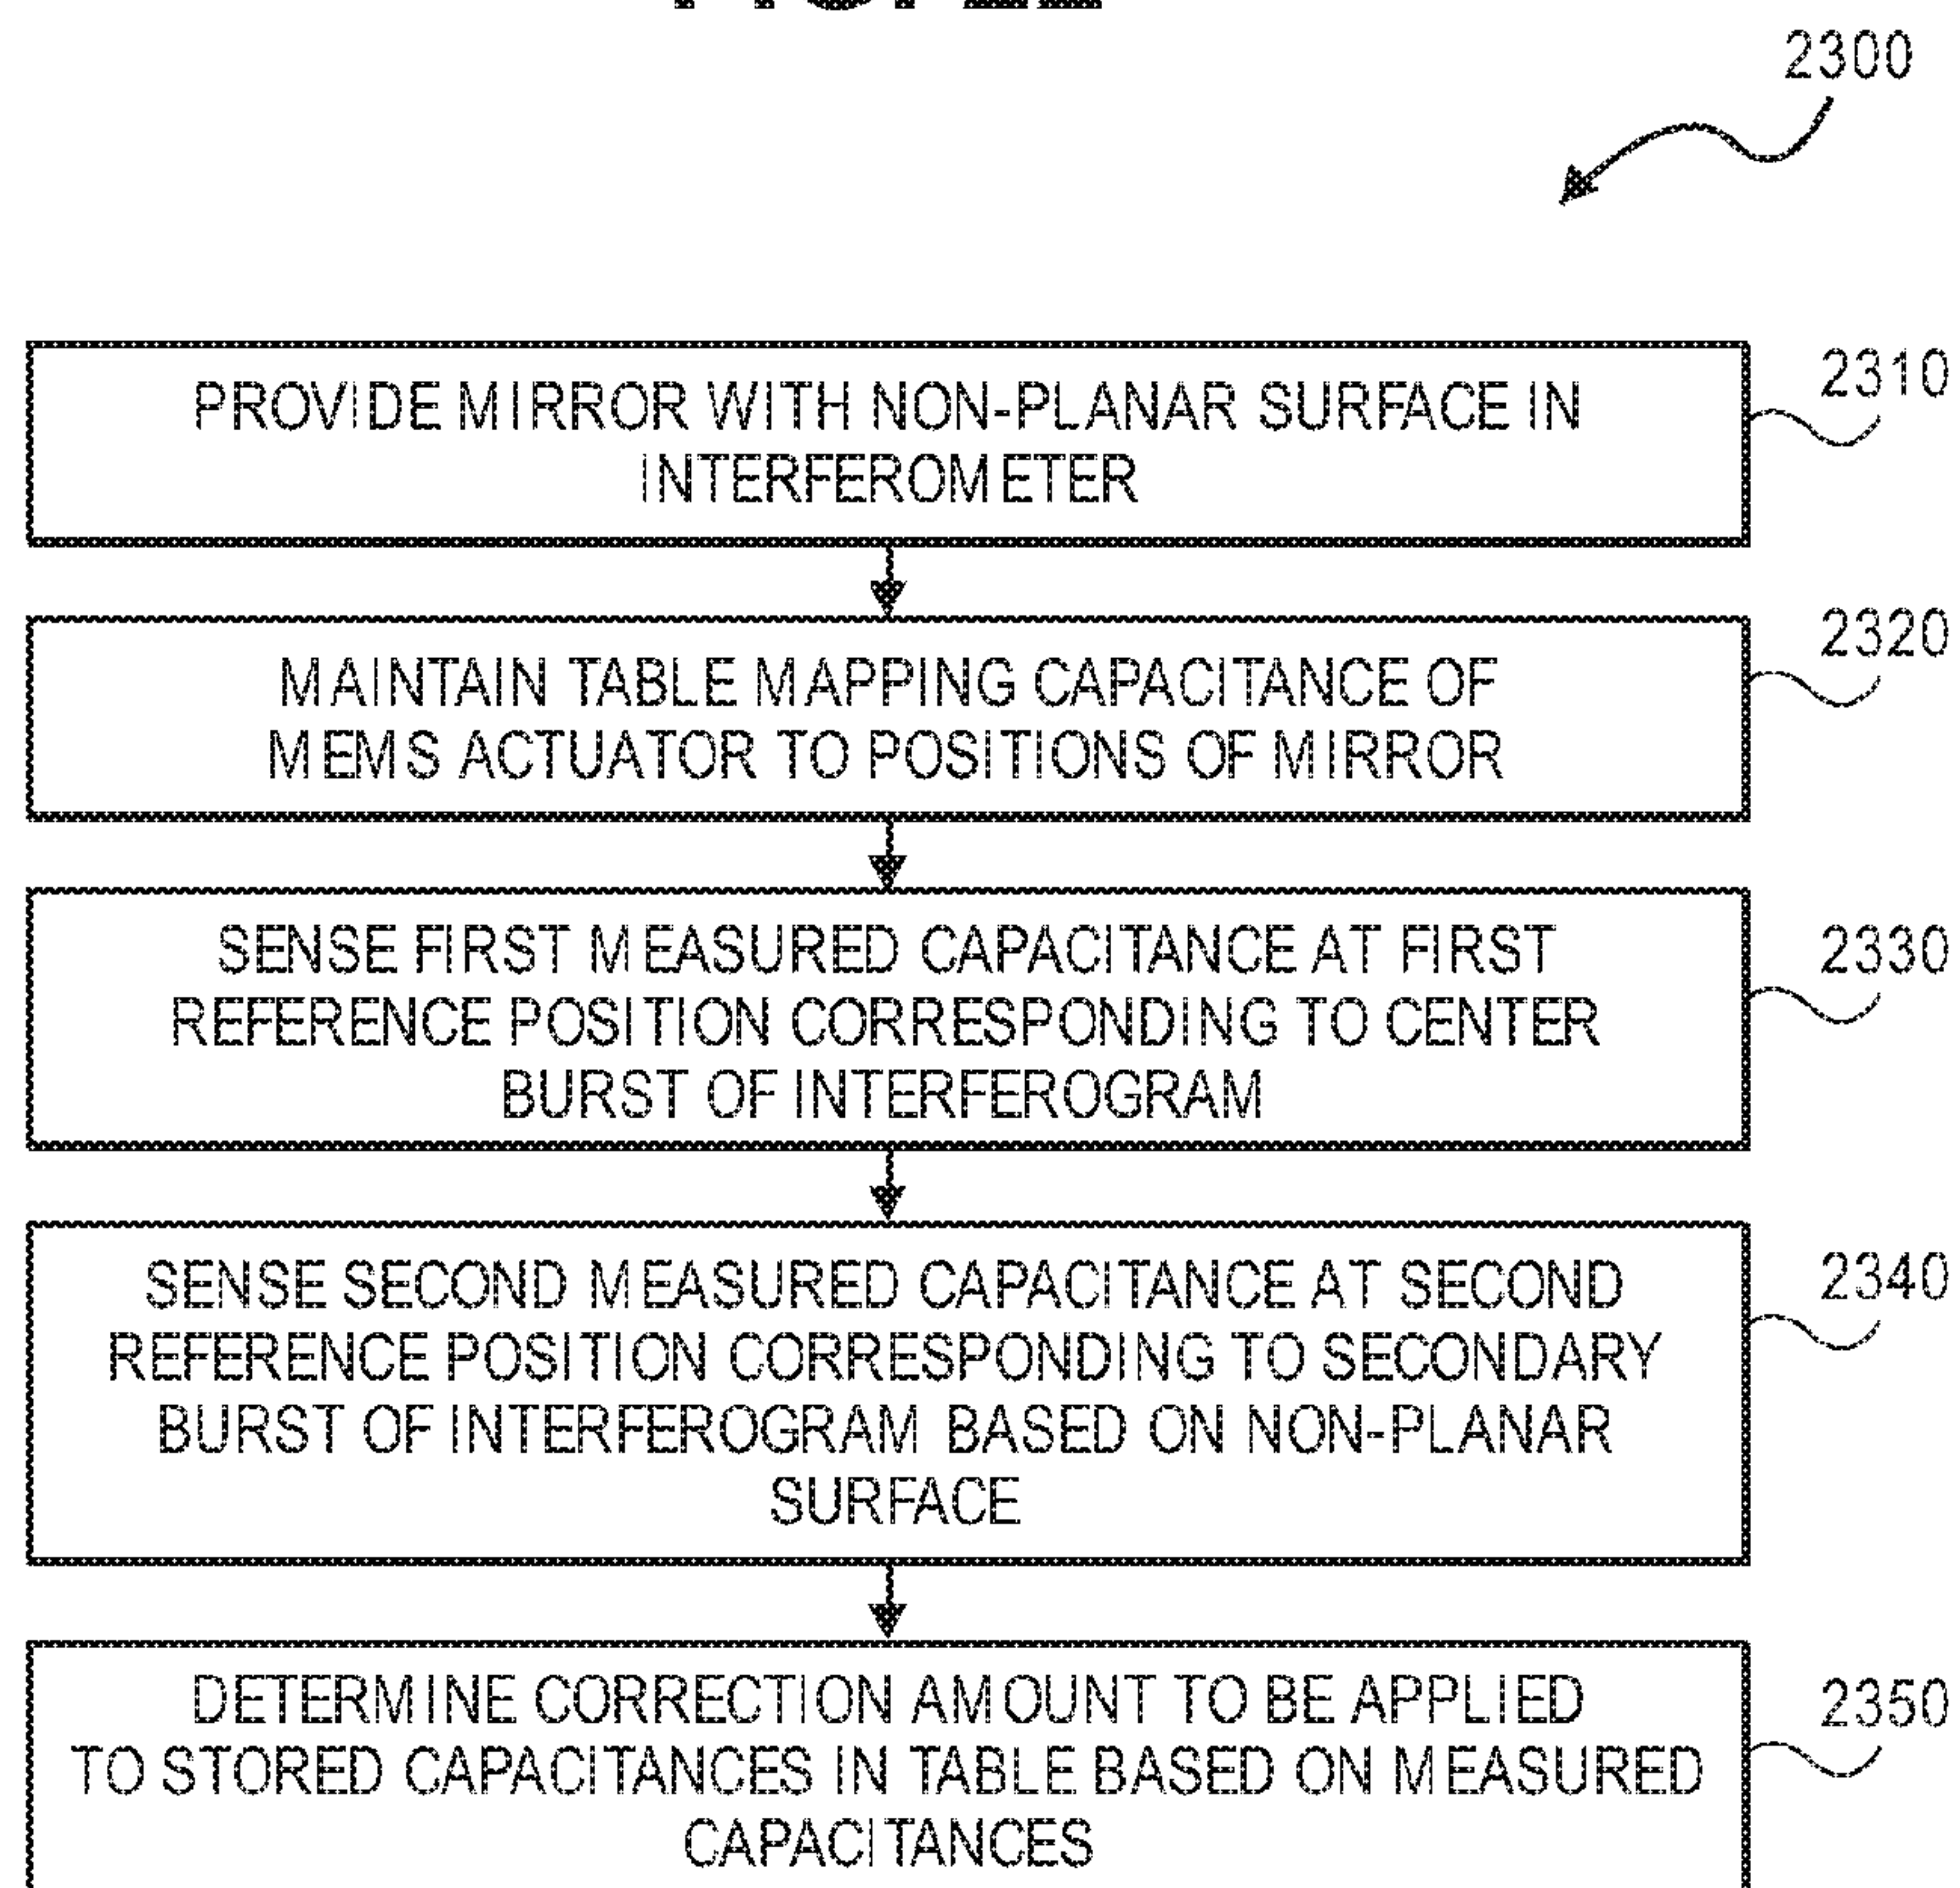 2300
PROVIDE MIRROR WITH NON-PLANAR SURFACE IN
INTERFEROMETER
2310
MAINTAIN TABLE MAPPING CAPACITANCE OF
MEMS ACTUATOR TO POSITIONS OF MIRROR
2320
SENSE FIRST MEASURED CAPACITANCE AT FIRST
REFERENCE POSITION CORRESPONDING TO CENTER
BURST OF INTERFEROGRAM
2330
SENSE SECOND MEASURED CAPACITANCE AT SECOND
REFERENCE POSITION CORRESPONDING TO SECONDARY
BURST OF INTERFEROGRAM BASED ON NON-PLANAR
SURFACE
2340
DETERMINE CORRECTION AMOUNT TO BE APPLIED
TO STORED CAPACITANCES IN TABLE BASED ON MEASURED
CAPACITANCES
2350